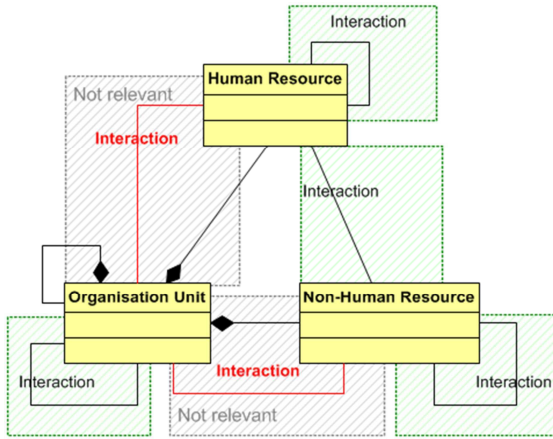 Interaction
Human Resource
Not relevant
Interaction
Interaction
Organisation Unit
Non-Human Resource
Interaction
Interaction
Interaction
Not relevant